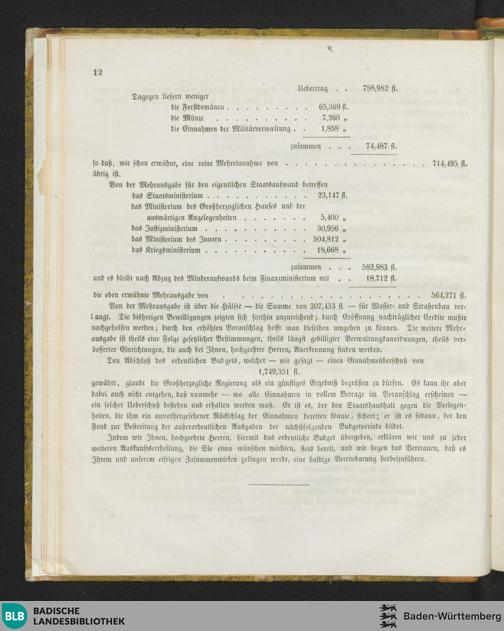 12
Uebertrag . . 788,982 fl.
Dagegen liefern weniger
die Forstdomänen . . . . . . . . . 65,369 fl.
die Münze . . . . . . . . . . . 7,260 „
die Einnahmen der Militärverwaltung . . 1,858 „
zusammen . . . 74,487 fl.
so daß, wie schon erwähnt, eine reine Mehreinnahme von . . . . . . . . . . . . . . . 714,495 fl.
übrig ist.
Von der Mehrausgabe für den eigentlichen Staatsaufwand betreffen
das Staatsministerium . . . . . . . . . . . 23,147 fl.
das Ministerium des Großherzoglichen Hauses und der
auswärtigen Angelegenheiten . . . . . . . 5,400 „
das Justizministerium . . . . . . . . . . . 30,956 „
das Ministerium des Innern . . . . . . . . . 504,812 „
das Kriegsministerium . . . . . . . . . . . 18,668 „
zusammen . . . 582,983 fl.
und es bleibt nach Abzug des Minderaufwands beim Finanzministerium mit . . 18,712 fl.
die oben erwähnte Mehrausgabe von . . . . . . . . . . . . . . . . . . 564,271 fl.
Von der Mehrausgabe ist über die Hälfte — die Summe von 307,453 fl. — für Wasser- und Straßenbau ver-
langt. Die bisherigen Bewilligungen zeigten sich forthin unzureichend; durch Eröffnung nachträglicher Credite mußte
nachgeholfen werden; durch den erhöhten Voranschlag hofft man dieselben umgehen zu können. Die weitere Mehr-
ausgabe ist theils eine Folge gesetzlicher Bestimmungen, theils längst gebilligter Verwaltungsanordnungen, theils ver-
besserter Einrichtungen, die auch bei Ihnen, hochgeehrte Herren, Anerkennung finden werden.
Den Abschluß des ordentlichen Budgets, welcher — wie gesagt — einen Einnahmeüberschuß von
1,749,351 fl.
gewährt, glaubt die Großherzogliche Regierung als ein günstiges Ergebniß begrüßen zu dürfen. Es kann ihr aber
dabei auch nicht entgehen, daß nunmehr — wo alle Einnahmen in vollem Betrage im Voranschlag erscheinen —
ein solcher Ueberschuß bestehen und erhalten werden muß. Er ist es, der den Staatshaushalt gegen die Verlegen-
heiten, die ihm ein unvorhergesehener Rückschlag der Einnahmen bereiten könnte, sichert; er ist es sodann, der den
Fond zur Bestreitung der außerordentlichen Ausgaben der nächstfolgenden Budgetperiode bildet.
Indem wir Ihnen, hochgeehrte Herren, hiermit das ordentliche Budget übergeben, erklären wir uns zu jeder
weiteren Auskunftsertheilung, die Sie etwa wünschen möchten, stets bereit, und wir hegen das Vertrauen, daß es
Ihrem und unserem eifrigen Zusammenwirken gelingen werde, eine baldige Vereinbarung herbeizuführen.
BLB
BADISCHE
LANDESBIBLIOTHEK
Baden-Württemberg